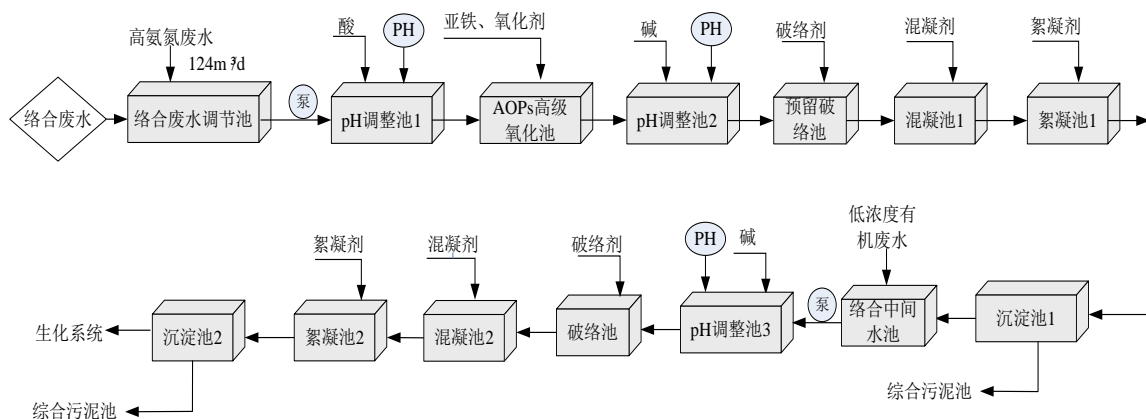 酸
PH
亚铁、氧化剂
碱
PH
破络剂
混凝剂
絮凝剂
高氨氮废水
124m³/d
络合废水
络合废水调节池
泵
pH调整池1
AOPs高级
氧化池
pH调整池2
预留破
络池
混凝池1
絮凝池1
低浓度有
机废水
絮凝剂
混凝剂
破络剂
PH
碱
生化系统
沉淀池2
絮凝池2
混凝池2
破络池
pH调整池3
泵
络合中间
水池
沉淀池1
综合污泥池
综合污泥池